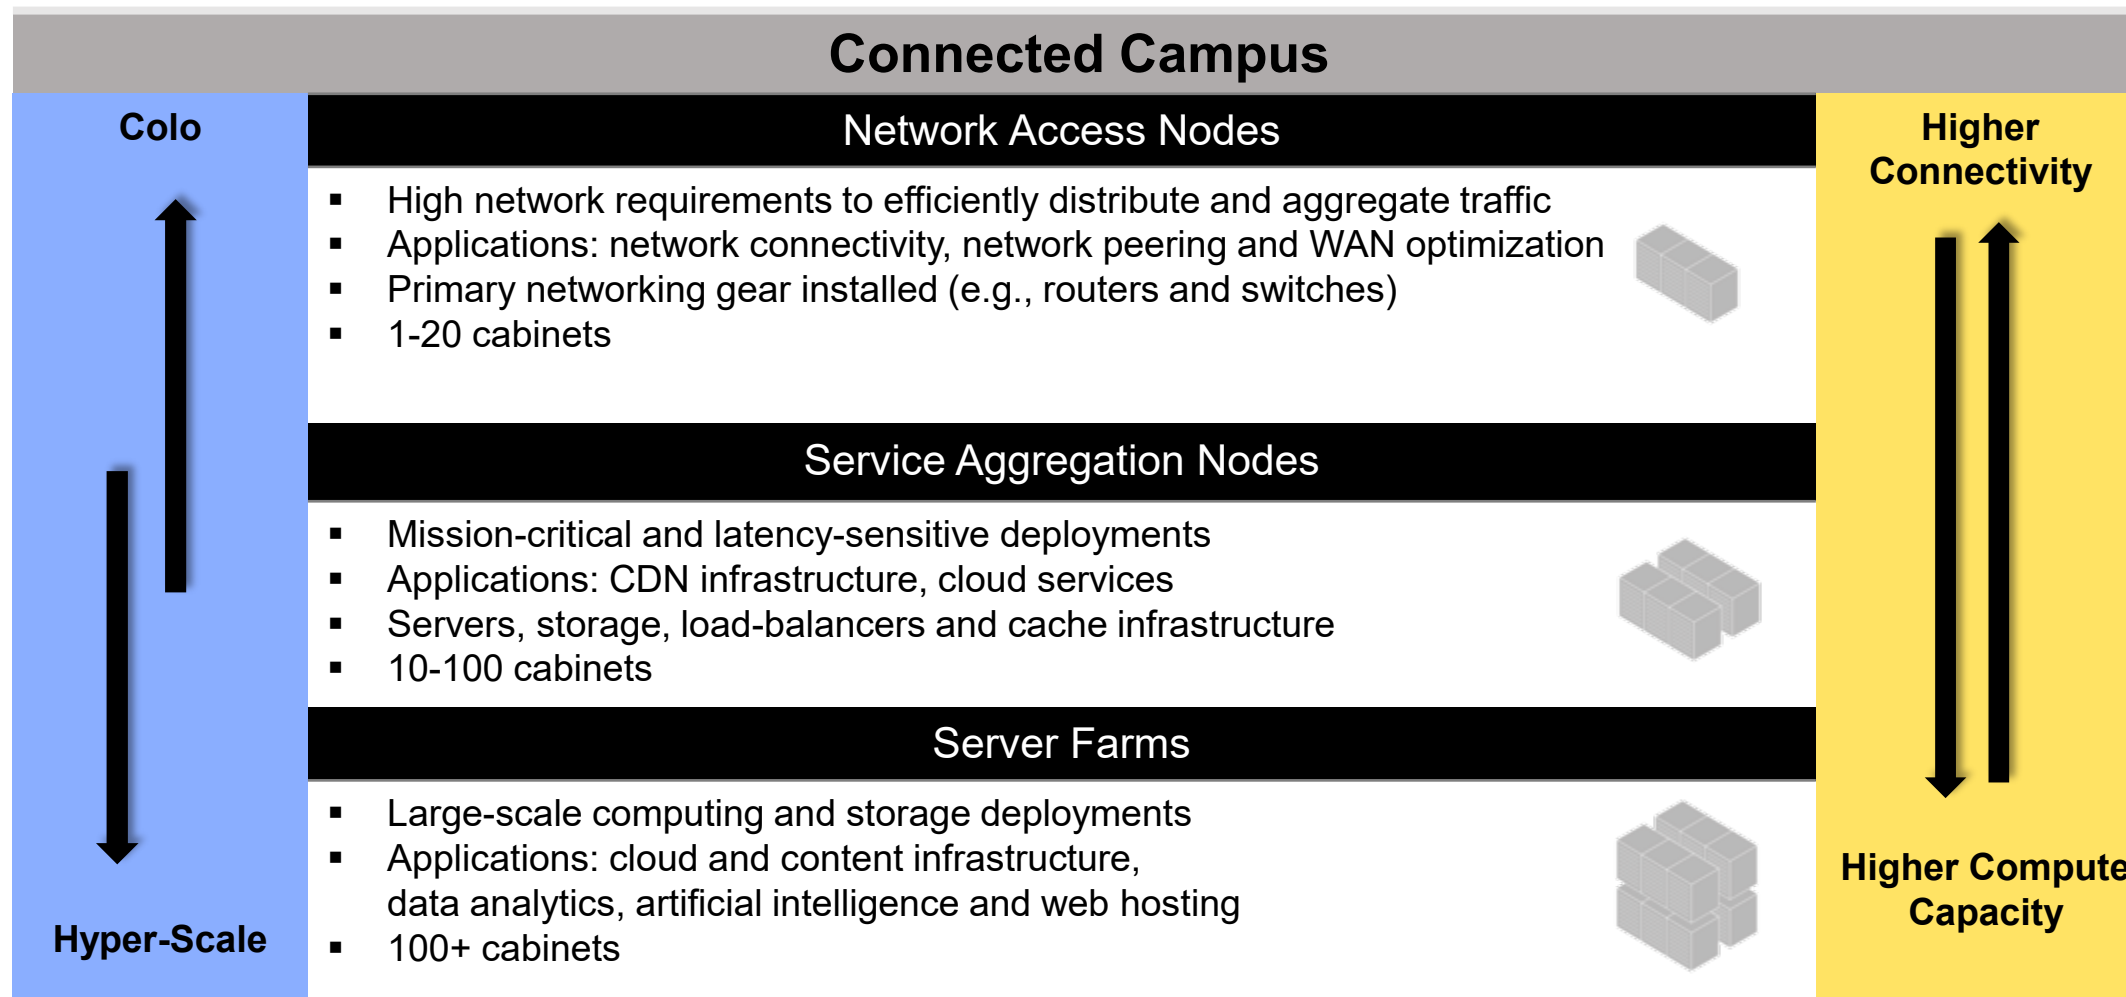 Connected Campus
Colo
Hyper-Scale
Network Access Nodes
▪ High network requirements to efficiently distribute and aggregate traffic
▪ Applications: network connectivity, network peering and WAN optimization
▪ Primary networking gear installed (e.g., routers and switches)
▪ 1-20 cabinets
Service Aggregation Nodes
▪ Mission-critical and latency-sensitive deployments
▪ Applications: CDN infrastructure, cloud services
▪ Servers, storage, load-balancers and cache infrastructure
▪ 10-100 cabinets
Server Farms
▪ Large-scale computing and storage deployments
▪ Applications: cloud and content infrastructure,
data analytics, artificial intelligence and web hosting
▪ 100+ cabinets
Higher
Connectivity
Higher Compute
Capacity